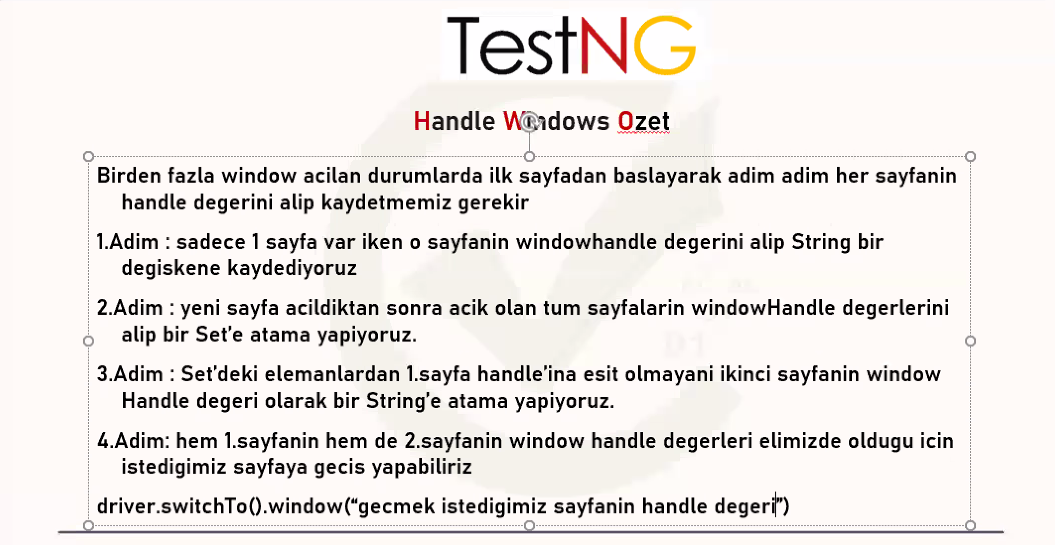 TestNG
Handle Windows Ozet
Birden fazla window acilan durumlarda ilk sayfadan baslayarak adim adim her sayfanin
handle degerini alip kaydetmemiz gerekir
1.Adim : sadece 1 sayfa var iken o sayfanin windowhandle degerini alip String bir
degiskene kaydediyoruz
2.Adim : yeni sayfa acildiktan sonra acik olan tum sayfalarin windowHandle degerlerini
alip bir Set’e atama yapiyoruz.
3.Adim : Set’deki elemanlardan 1.sayfa handle’ina esit olmayani ikinci sayfanin window
Handle degeri olarak bir String’e atama yapiyoruz.
4.Adim: hem 1.sayfanin hem de 2.sayfanin window handle degerleri elimizde oldugu icin
istedigimiz sayfaya gecis yapabiliriz
driver.switchTo().window(“gecmek istedigimiz sayfanin handle degeri”)